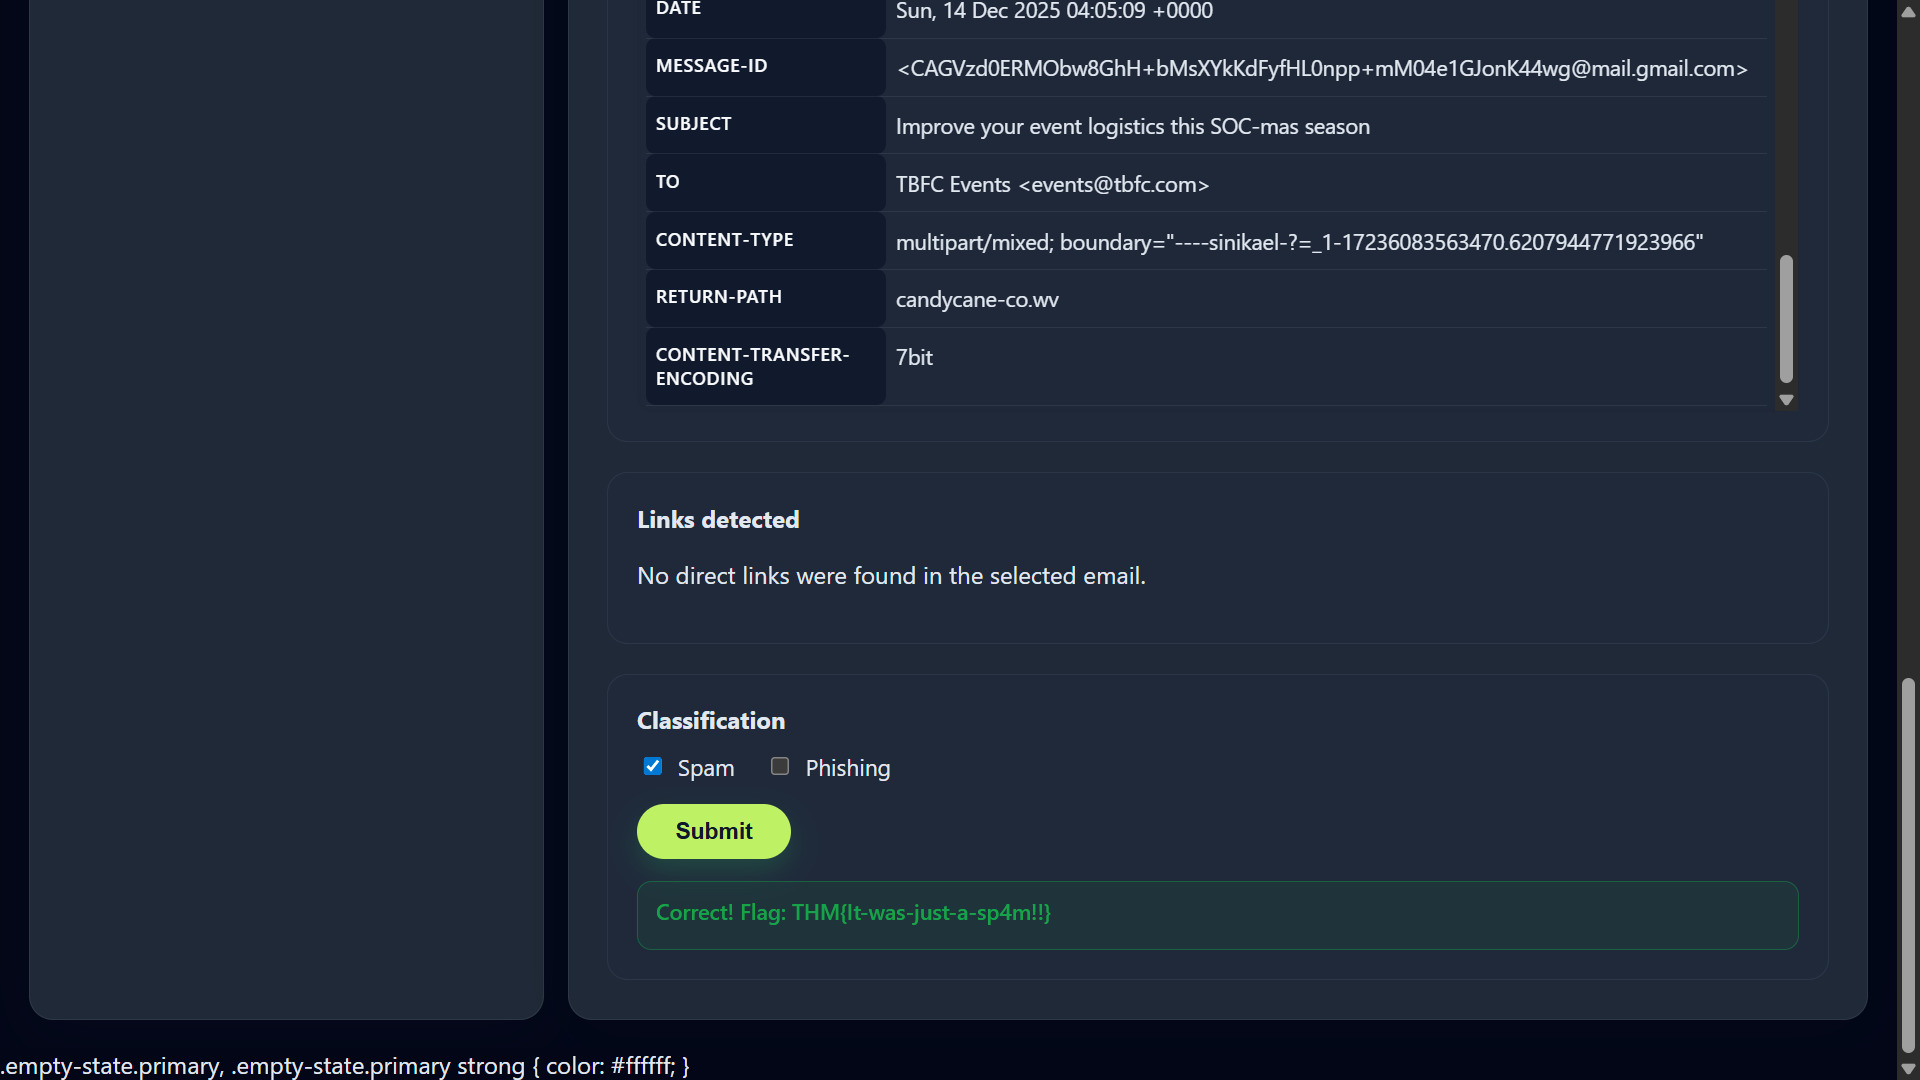 DATE
Sun, 14 Dec 2025 04:05:09 +0000
MESSAGE-ID
<CAGVzd0ERMObw8GhH+bMsXYkKdFyfHL0npp+mM04e1GJonK44wg@mail.gmail.com>
SUBJECT
Improve your event logistics this SOC-mas season
TO
TBFC Events <events@tbfc.com>
CONTENT-TYPE
multipart/mixed; boundary="----sinikael-?=_1-17236083563470.6207944771923966"
RETURN-PATH
candycane-co.wv
CONTENT-TRANSFER-
ENCODING
7bit
Links detected
No direct links were found in the selected email.
Classification
Spam Phishing
Submit
Correct! Flag: THM{It-was-just-a-sp4m!!}
.empty-state.primary, .empty-state.primary strong { color: #ffffff; }